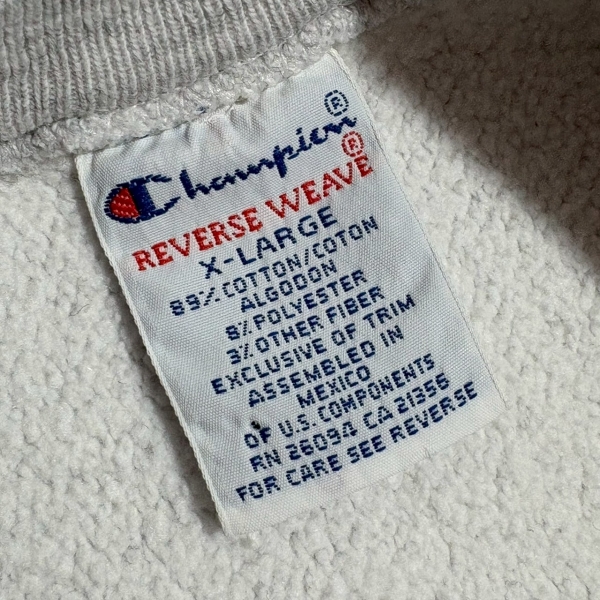 Champion®
REVERSE WEAVE®
X-LARGE
89% COTTON/COTON
ALGODON
8% POLYESTER
3% OTHER FIBER
EXCLUSIVE OF TRIM
ASSEMBLED IN
MEXICO
OF U.S. COMPONENTS
RN 26094 CA 21356
FOR CARE SEE REVERSE